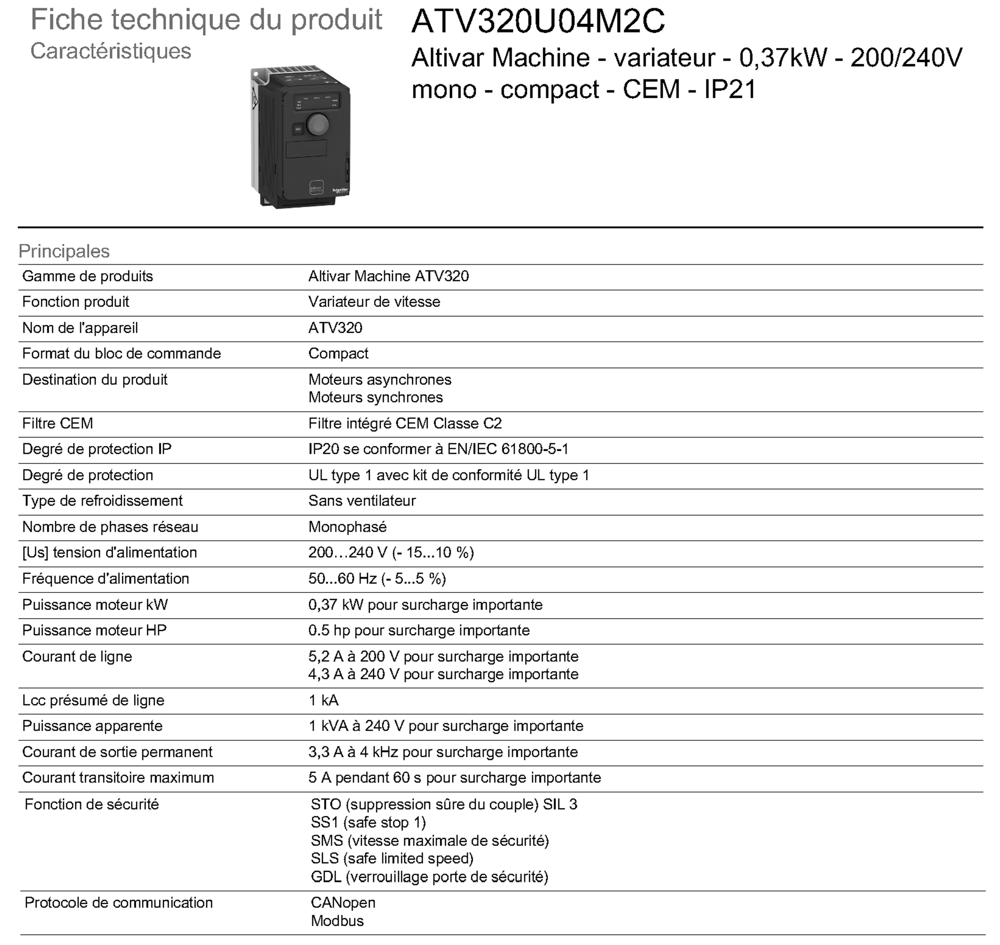 Fiche technique du produit
Caractéristiques
ATV320U04M2C
Altivar Machine - variateur - 0,37kW - 200/240V
mono - compact - CEM - IP21
Altivar
Schneider
Principales
Gamme de produits Altivar Machine ATV320
Fonction produit Variateur de vitesse
Nom de l'appareil ATV320
Format du bloc de commande Compact
Destination du produit Moteurs asynchrones
Moteurs synchrones
Filtre CEM Filtre intégré CEM Classe C2
Degré de protection IP IP20 se conformer à EN/IEC 61800-5-1
Degré de protection UL type 1 avec kit de conformité UL type 1
Type de refroidissement Sans ventilateur
Nombre de phases réseau Monophasé
[Us] tension d'alimentation 200…240 V (- 15...10 %)
Fréquence d'alimentation 50...60 Hz (- 5...5 %)
Puissance moteur kW 0,37 kW pour surcharge importante
Puissance moteur HP 0.5 hp pour surcharge importante
Courant de ligne 5,2 A à 200 V pour surcharge importante
4,3 A à 240 V pour surcharge importante
Lcc présumé de ligne 1 kA
Puissance apparente 1 kVA à 240 V pour surcharge importante
Courant de sortie permanent 3,3 A à 4 kHz pour surcharge importante
Courant transitoire maximum 5 A pendant 60 s pour surcharge importante
Fonction de sécurité STO (suppression sûre du couple) SIL 3
SS1 (safe stop 1)
SMS (vitesse maximale de sécurité)
SLS (safe limited speed)
GDL (verrouillage porte de sécurité)
Protocole de communication CANopen
Modbus